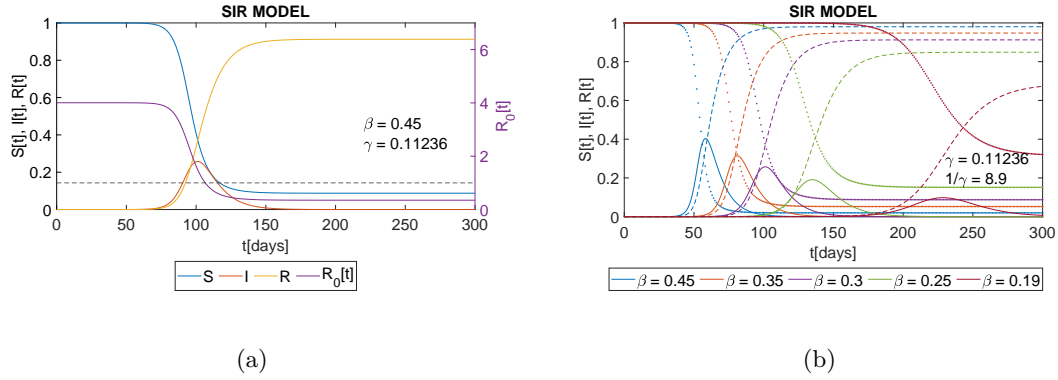 SIR MODEL
1
0.8
0.6
0.4
0.2
0
S[t], I[t], R[t]
6
4
2
0
R₀[t]
β = 0.45
γ = 0.11236
0 50 100 150 200 250 300
t[days]
S I R R₀[t]
(a)
SIR MODEL
1
0.8
0.6
0.4
0.2
0
S[t], I[t], R[t]
γ = 0.11236
1/γ = 8.9
0 50 100 150 200 250 300
t[days]
β = 0.45 β = 0.35 β = 0.3 β = 0.25 β = 0.19
(b)